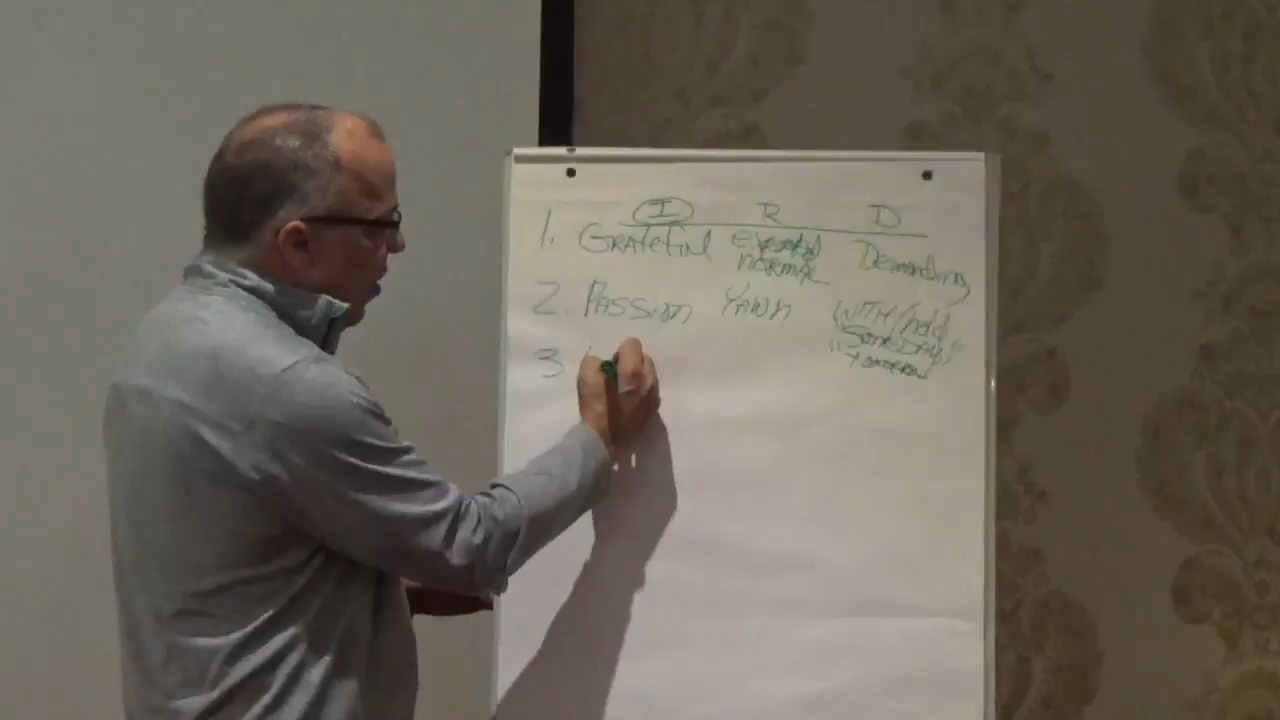 I R D
1. GRAteful expected Demanding
normal
2. PASSION YAWN WITH/hold
"SOMEDAY"
"Tomorrow
3